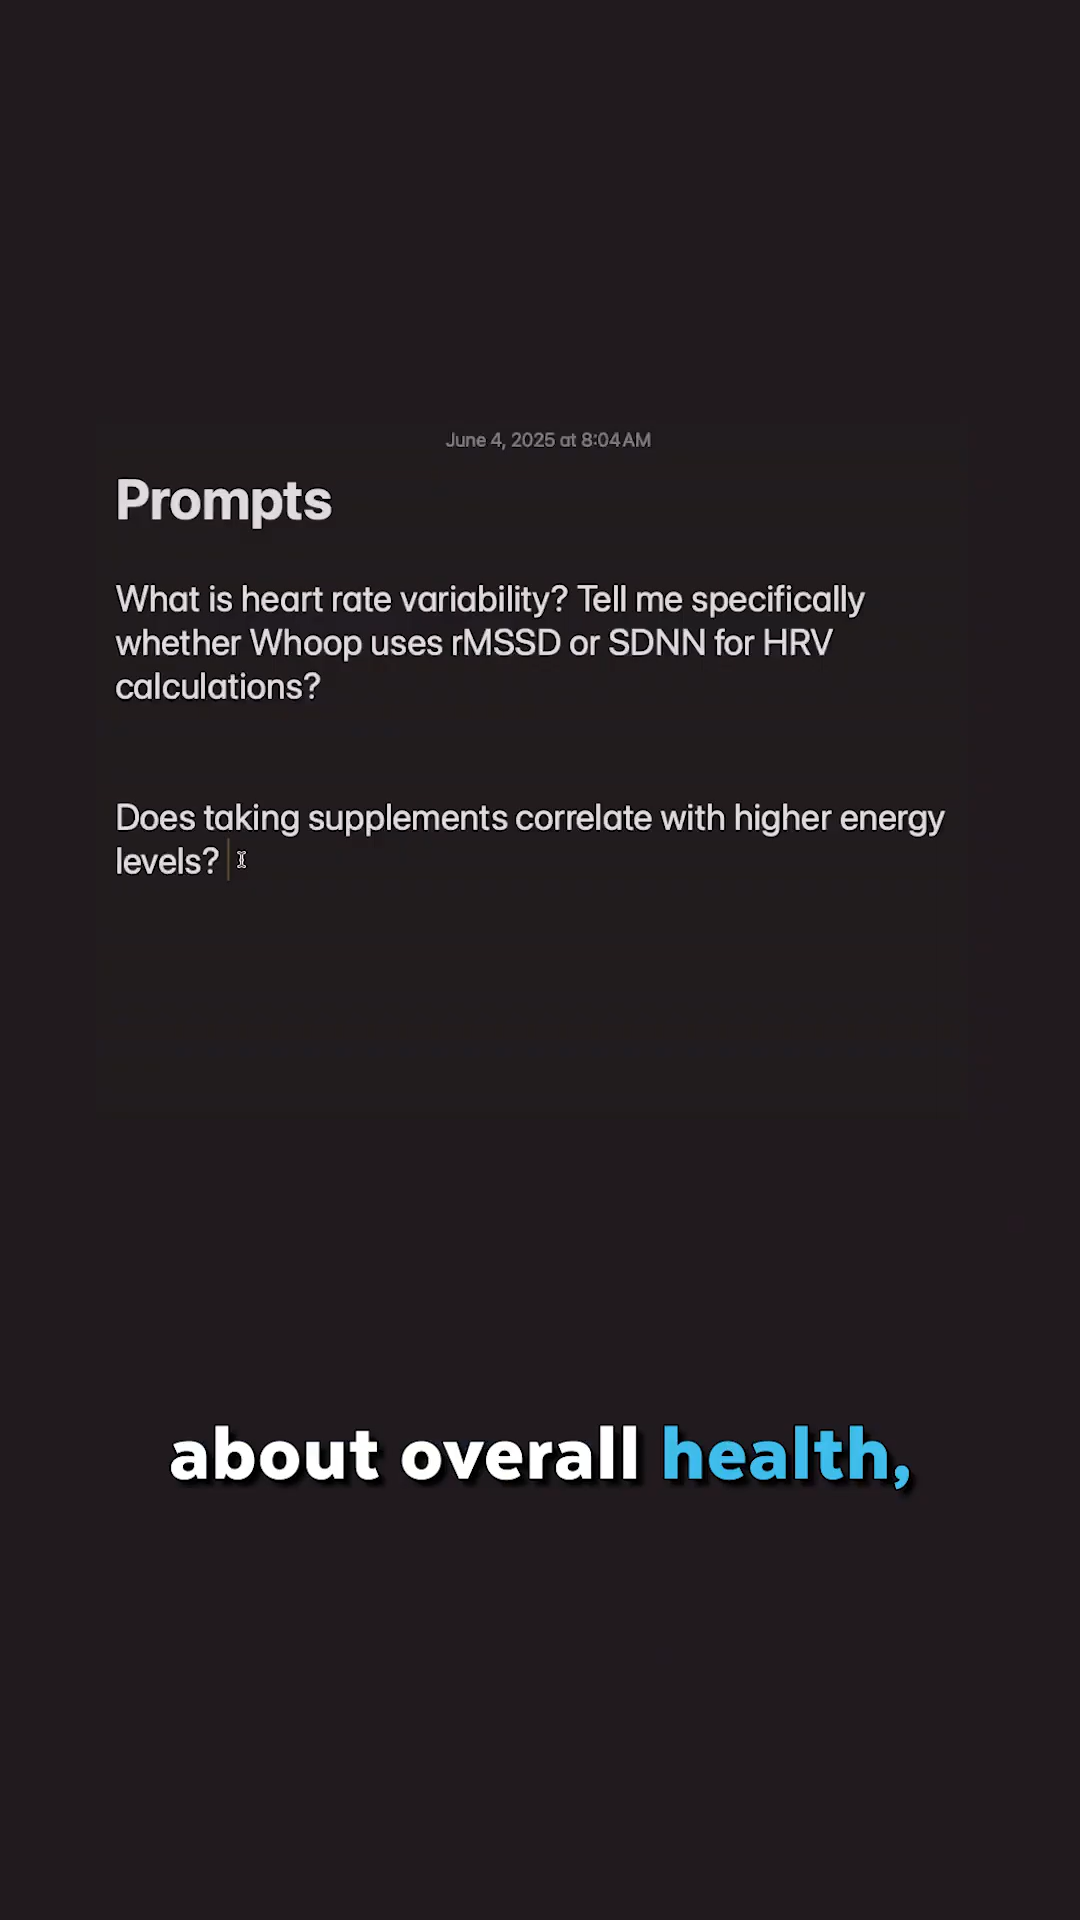 June 4, 2025 at 8:04 AM
Prompts
What is heart rate variability? Tell me specifically
whether Whoop uses rMSSD or SDNN for HRV
calculations?
Does taking supplements correlate with higher energy
levels?
about overall health,